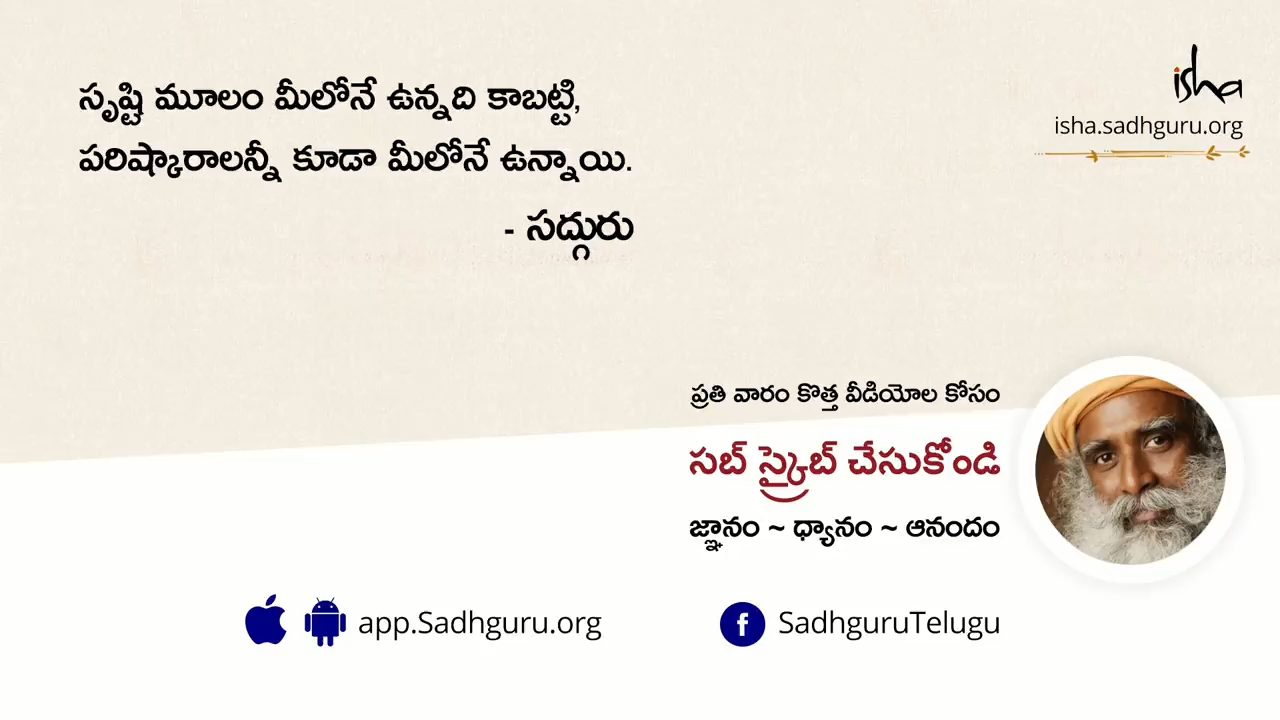 సృష్టి మూలం మీలోనే ఉన్నది కాబట్టి,
పరిష్కారాలన్నీ కూడా మీలోనే ఉన్నాయి.
- సద్గురు
isha
isha.sadhguru.org
ప్రతి వారం కొత్త వీడియోల కోసం
సబ్ స్క్రైబ్ చేసుకోండి
జ్ఞానం ~ ధ్యానం ~ ఆనందం
app.Sadhguru.org
SadhguruTelugu